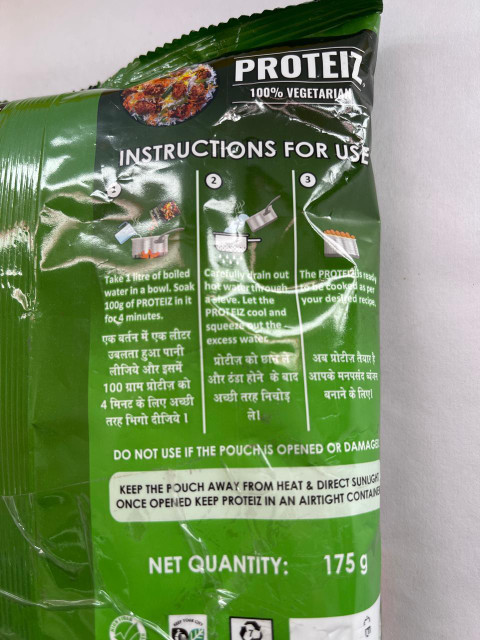 PROTEIZ
100% VEGETARIAN
INSTRUCTIONS FOR USE
1
Take 1 litre of boiled
water in a bowl. Soak
100g of PROTEIZ in it
for 4 minutes.
एक बर्तन में एक लीटर
उबलता हुआ पानी
लीजिये और इसमें
100 ग्राम प्रोटीज़ को
4 मिनट के लिए अच्छी
तरह भिगो दीजिये ।
2
Carefully drain out
hot water through
a sieve. Let the
PROTEIZ cool and
squeeze out the
excess water.
प्रोटीज़ को छान लें
और ठंडा होने के बाद
अच्छी तरह निचोड़
ले।
3
The PROTEIZ is ready
to be cooked as per
your desired recipe.
अब प्रोटीज़ तैयार है
आपके मनपसंद व्यंजन
बनाने के लिए।
DO NOT USE IF THE POUCH IS OPENED OR DAMAGE
KEEP THE POUCH AWAY FROM HEAT & DIRECT SUNLIGHT
ONCE OPENED KEEP PROTEIZ IN AN AIRTIGHT CONTAINE
NET QUANTITY: 175 g